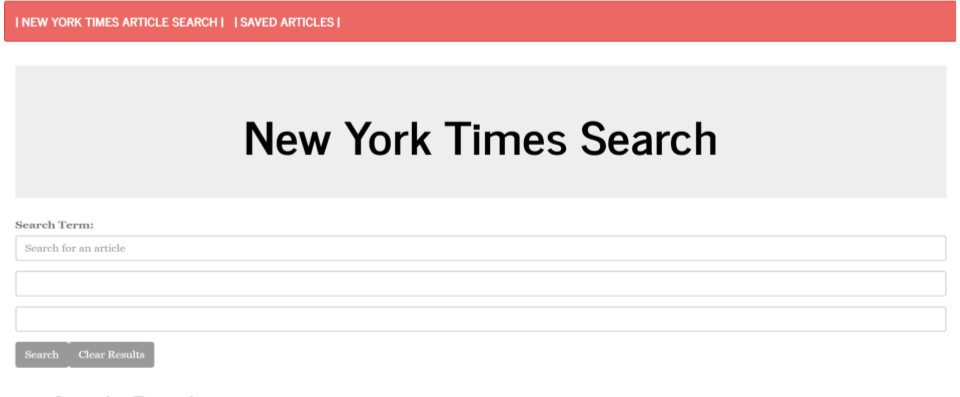 | NEW YORK TIMES ARTICLE SEARCH | | SAVED ARTICLES |
New York Times Search
Search Term:
Search for an article
Search Clear Results